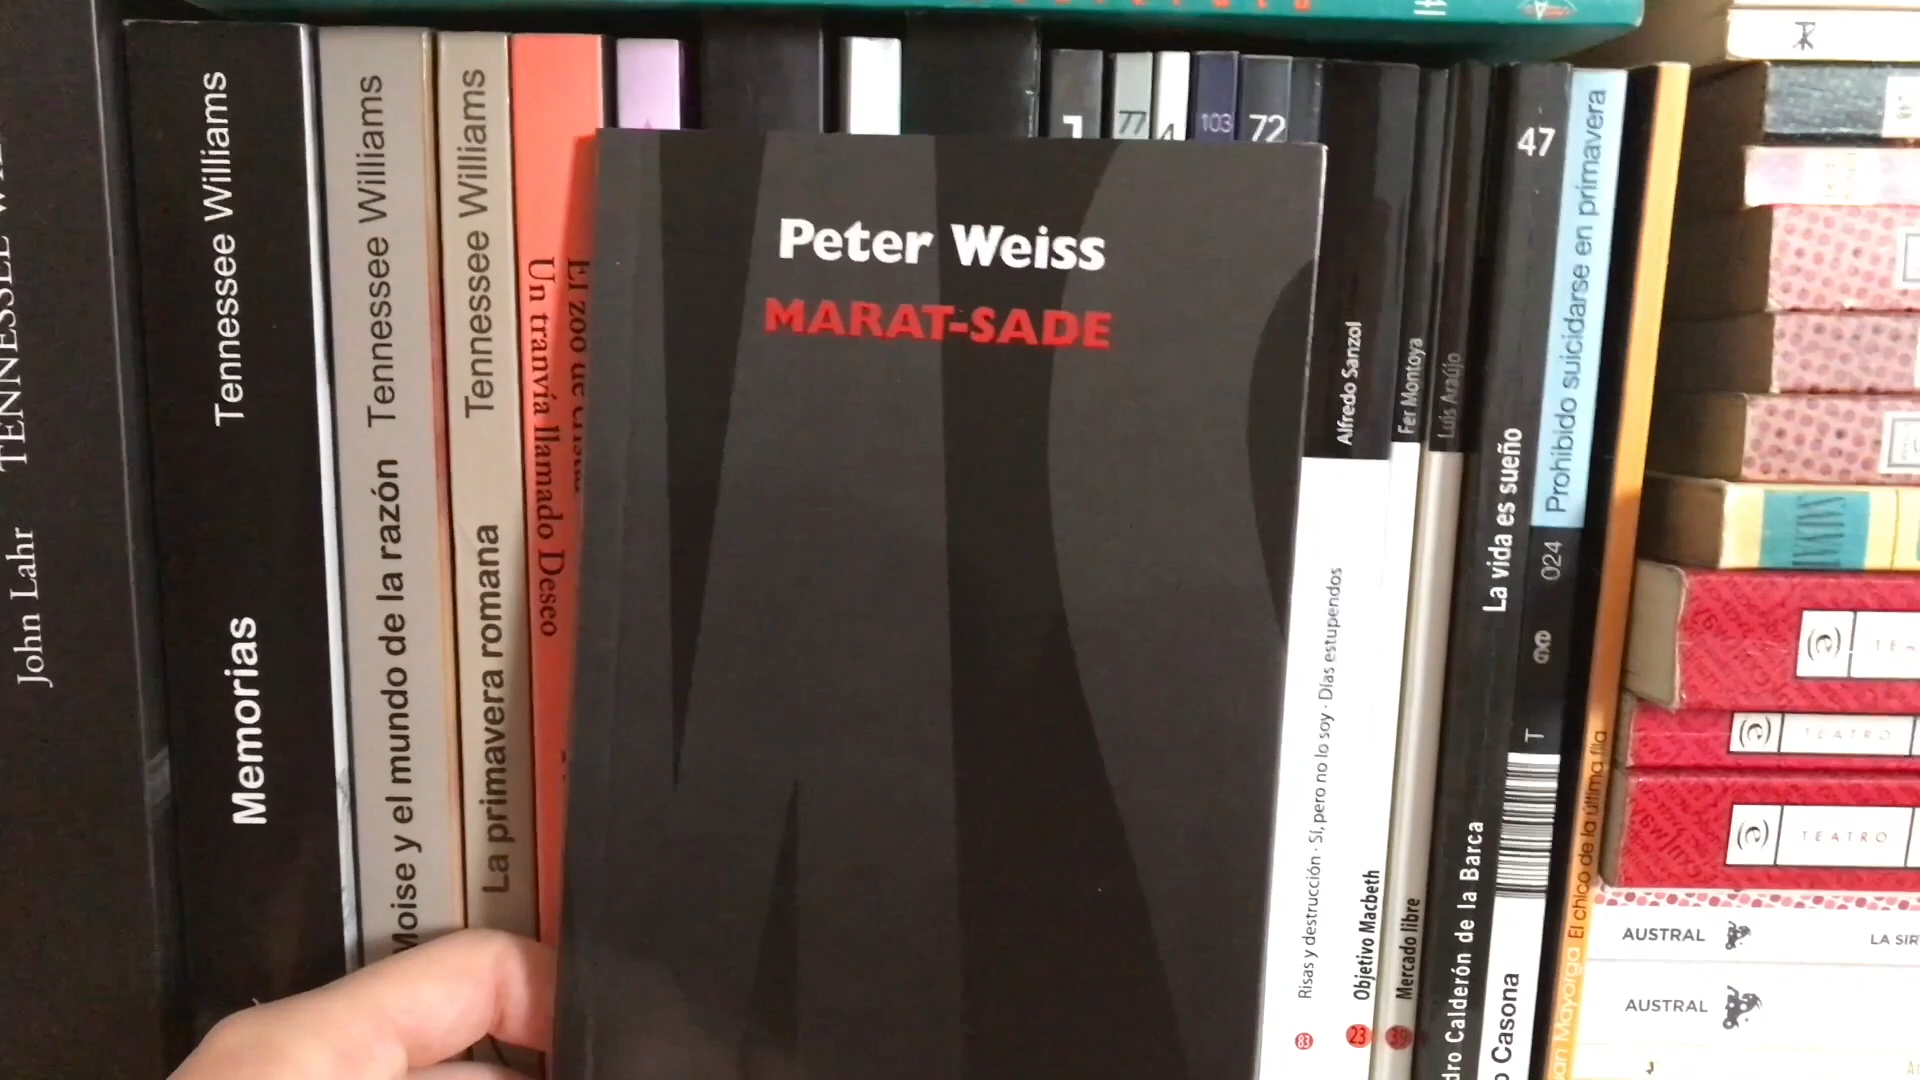 John Lahr
TENNESSEE
Tennessee Williams
Memorias
Tennessee Williams
Moise y el mundo de la razón
Tennessee Williams
La primavera romana
Un tranvía llamado Deseo
El zoo de cristal
77
4
103
72
Peter Weiss
MARAT-SADE
Alfredo Sanzol
Risas y destrucción · Sí, pero no lo soy · Días estupendos
83
Fer Montoya
Objetivo Macbeth
23
Luis Araújo
Mercado libre
39
47
La vida es sueño
dro Calderón de la Barca
Prohibido suicidarse en primavera
024
T
o Casona
an Mayorga El chico de la última fila
(e)
(e) TEATRO
(e) TEATRO
AUSTRAL
LA SIR
AUSTRAL